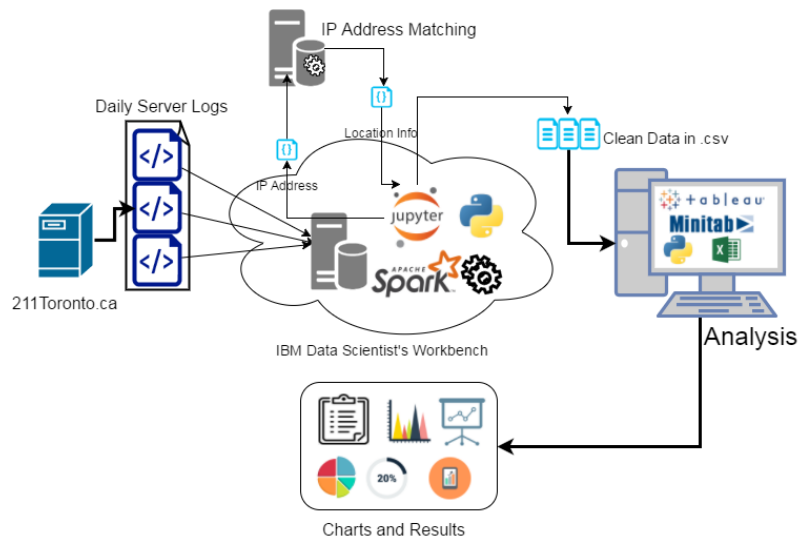 IP Address Matching
Daily Server Logs
</>
</>
</>
{}
{}
Location Info
IP Address
Clean Data in .csv
jupyter
APACHE
Spark
+ a b l e a u
Minitab
X
211Toronto.ca
IBM Data Scientist's Workbench
Analysis
20%
Charts and Results